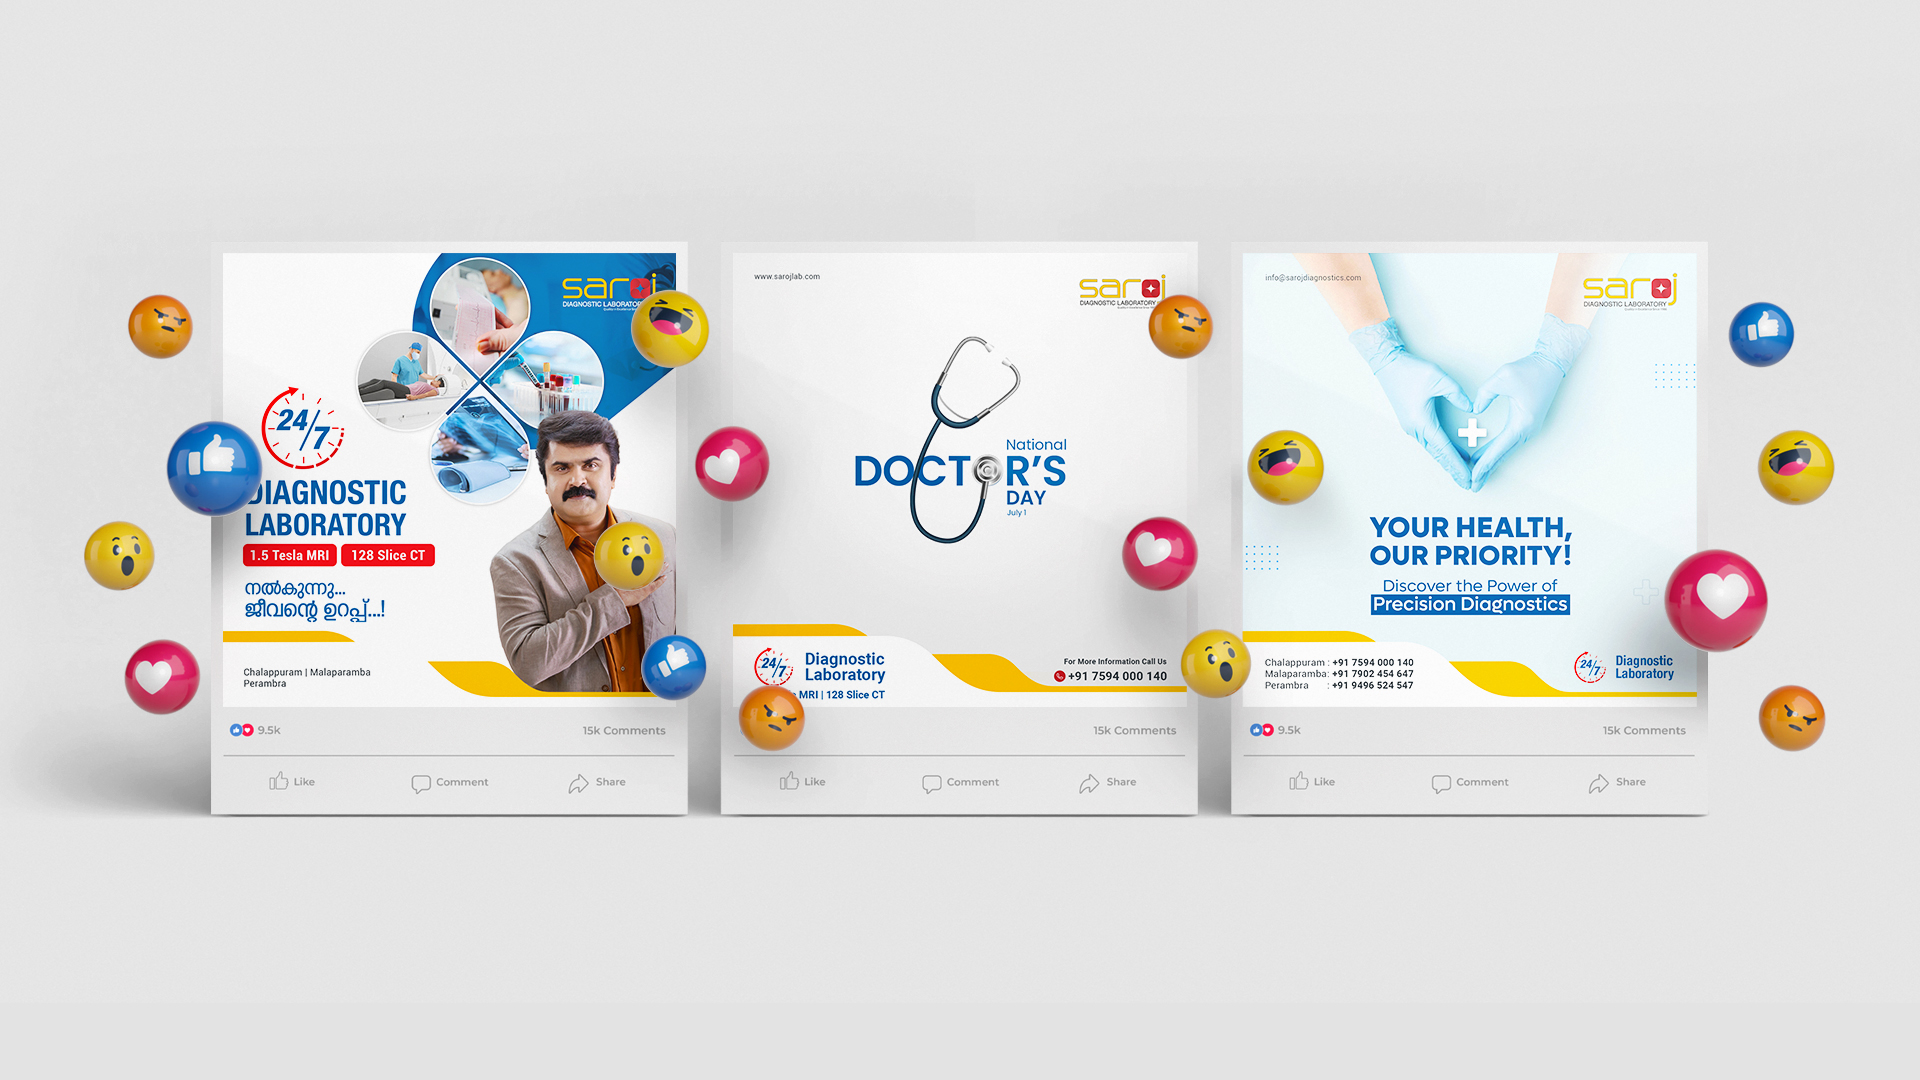 saroj
DIAGNOSTIC LABORATORY
24/7
DIAGNOSTIC
LABORATORY
1.5 Tesla MRI
128 Slice CT
നൽകുന്നു...
ജീവന്റെ ഉറപ്പ്...!
Chalappuram | Malaparamba
Perambra
9.5k
15k Comments
Like
Comment
Share
www.sarojlab.com
saroj
DIAGNOSTIC LABORATORY
National
DOCTOR'S
DAY
July 1
24/7
Diagnostic
Laboratory
MRI | 128 Slice CT
For More Information Call Us
+91 7594 000 140
15k Comments
Like
Comment
Share
info@sarojdiagnostics.com
saroj
DIAGNOSTIC LABORATORY
YOUR HEALTH,
OUR PRIORITY!
Discover the Power of
Precision Diagnostics
Chalappuram : +91 7594 000 140
Malaparamba: +91 7902 454 647
Perambra : +91 9496 524 547
24/7
Diagnostic
Laboratory
9.5k
15k Comments
Like
Comment
Share